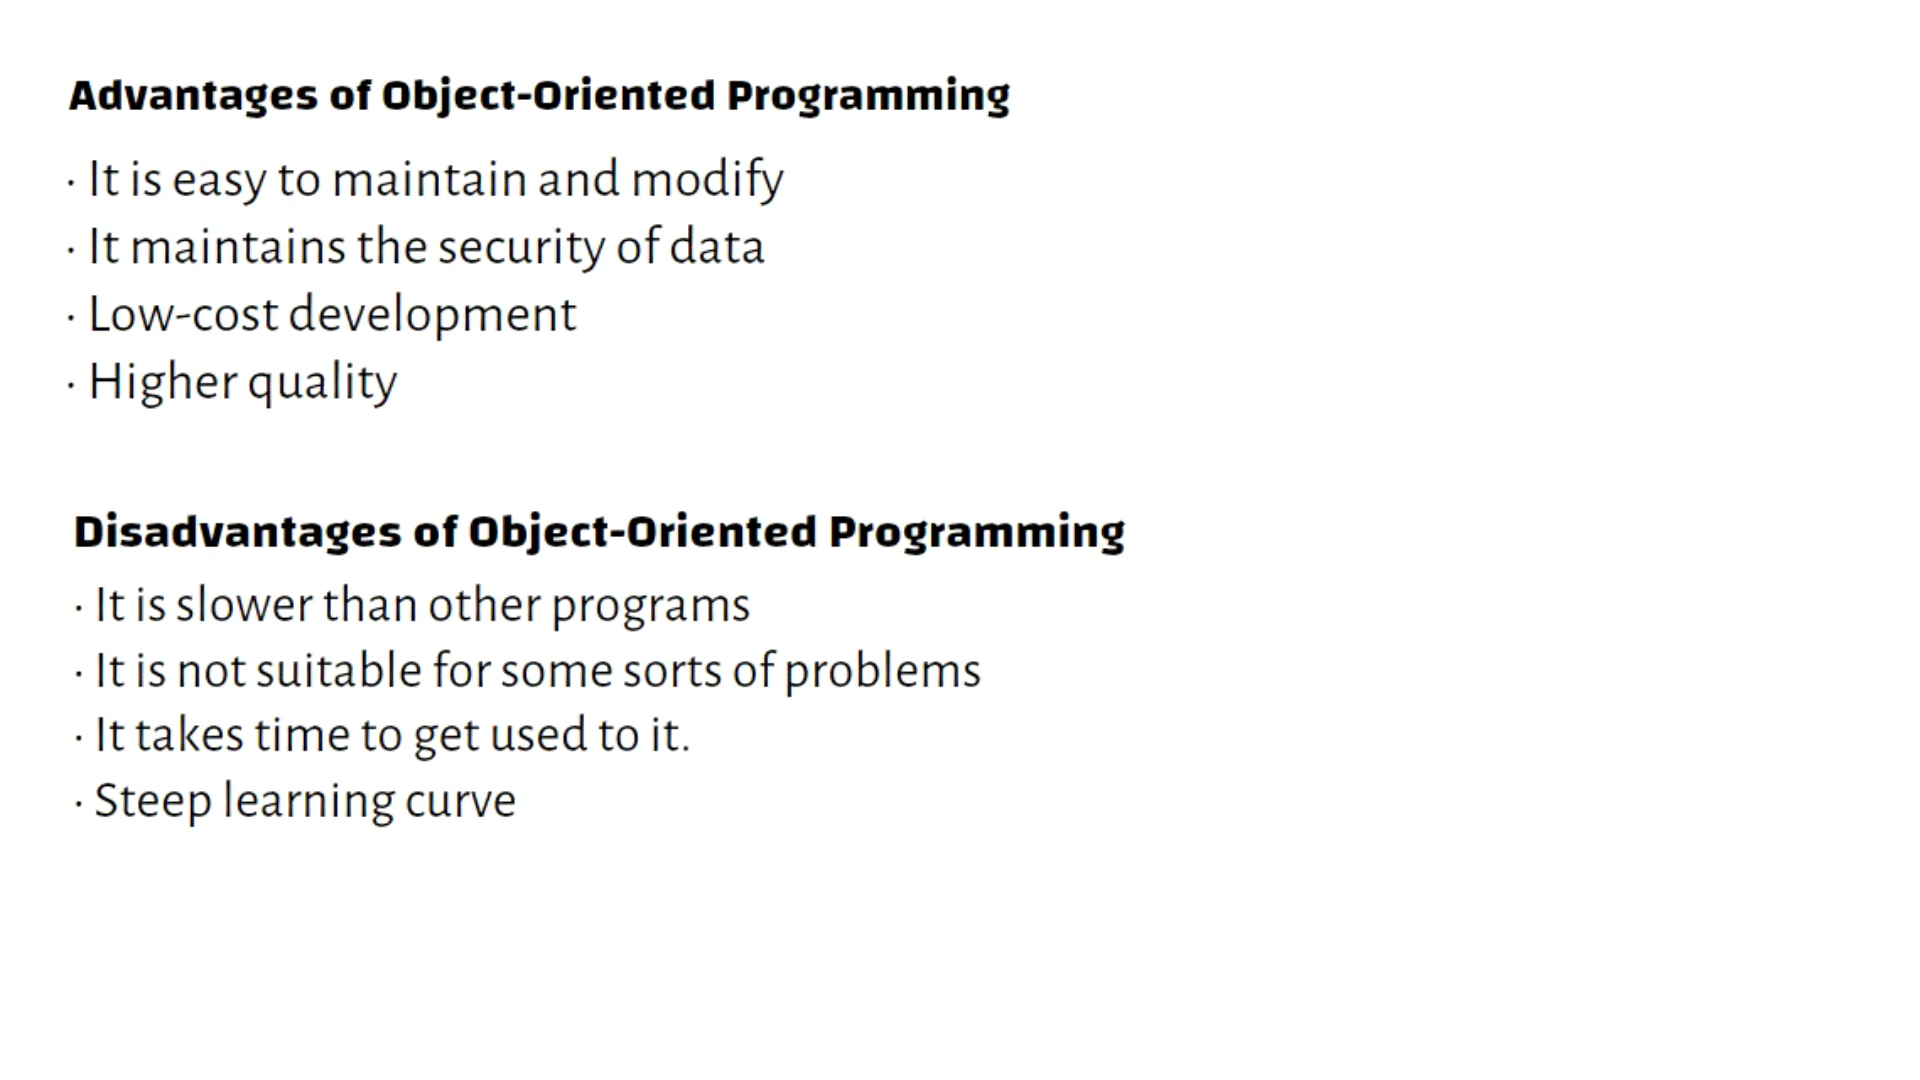 Advantages of Object-Oriented Programming
· It is easy to maintain and modify
· It maintains the security of data
· Low-cost development
· Higher quality
Disadvantages of Object-Oriented Programming
· It is slower than other programs
· It is not suitable for some sorts of problems
· It takes time to get used to it.
· Steep learning curve